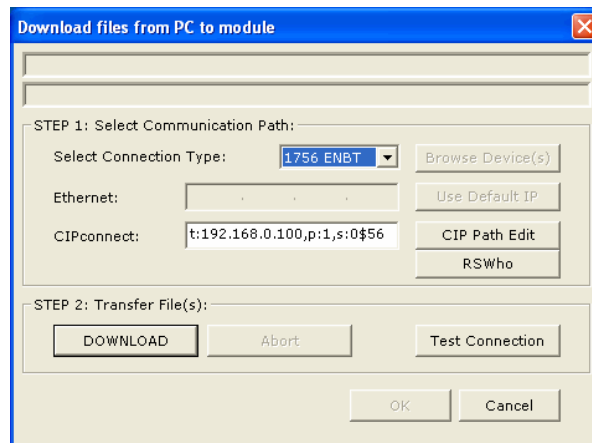 Download files from PC to module
STEP 1: Select Communication Path:
Select Connection Type: 1756 ENBT Browse Device(s)
Ethernet: . . . Use Default IP
CIPconnect: t:192.168.0.100,p:1,s:0$56 CIP Path Edit
RSWho
STEP 2: Transfer File(s):
DOWNLOAD Abort Test Connection
OK Cancel